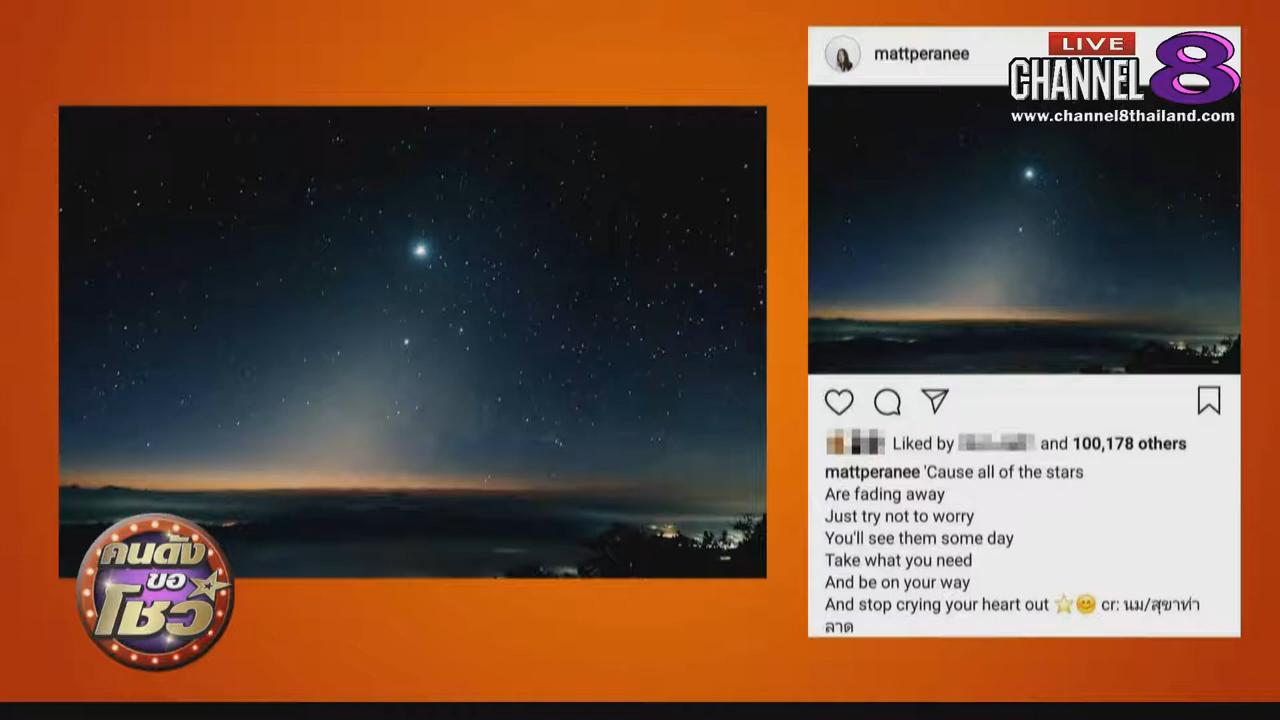 mattperanee
LIVE
CHANNEL 8
www.channel8thailand.com
Liked by and 100,178 others
mattperanee 'Cause all of the stars
Are fading away
Just try not to worry
You'll see them some day
Take what you need
And be on your way
And stop crying your heart out ⭐😊 cr: นม/สุขาท่า
ลาด
คนดัง
ขอ
โชว์